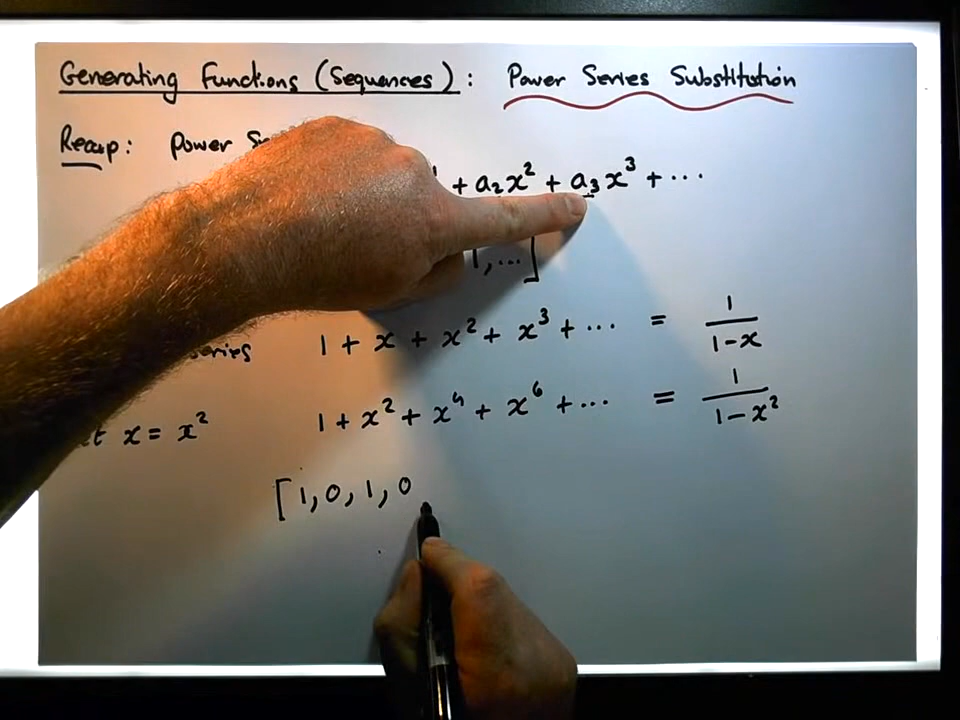 Generating Functions (Sequences) : Power Series Substitution
Recap: Power
+ a₂x² + a₃x³ + ...
1, ... ]
1 + x + x² + x³ + ... = 1/(1-x)
x = x² 1 + x² + x⁴ + x⁶ + ... = 1/(1-x²)
[1, 0, 1, 0